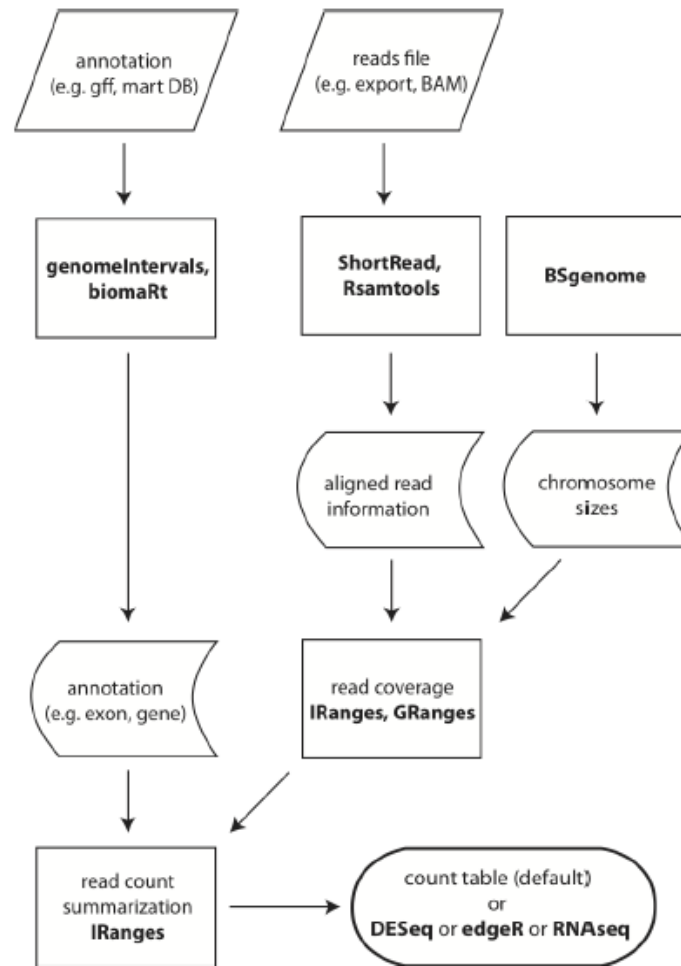 annotation
(e.g. gff, mart DB)
reads file
(e.g. export, BAM)
genomeIntervals,
biomaRt
ShortRead,
Rsamtools
BSgenome
aligned read
information
chromosome
sizes
annotation
(e.g. exon, gene)
read coverage
IRanges, GRanges
read count
summarization
IRanges
count table (default)
or
DESeq or edgeR or RNAseq